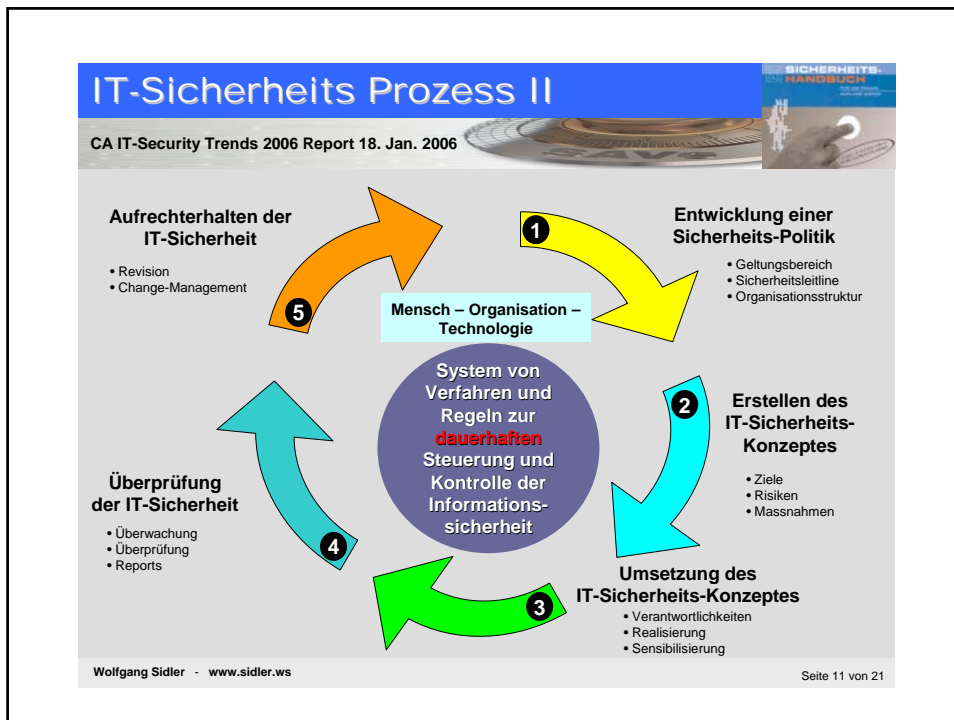 IT-Sicherheits Prozess II
SICHERHEITS-
HANDBUCH
CA IT-Security Trends 2006 Report 18. Jan. 2006
SAVe
1
Entwicklung einer
Sicherheits-Politik
• Geltungsbereich
• Sicherheitsleitline
• Organisationsstruktur
2
Erstellen des
IT-Sicherheits-
Konzeptes
• Ziele
• Risiken
• Massnahmen
3
Umsetzung des
IT-Sicherheits-Konzeptes
• Verantwortlichkeiten
• Realisierung
• Sensibilisierung
4
Überprüfung
der IT-Sicherheit
• Überwachung
• Überprüfung
• Reports
5
Aufrechterhalten der
IT-Sicherheit
• Revision
• Change-Management
Mensch – Organisation –
Technologie
System von
Verfahren und
Regeln zur
dauerhaften
Steuerung und
Kontrolle der
Informations-
sicherheit
Wolfgang Sidler - www.sidler.ws
Seite 11 von 21